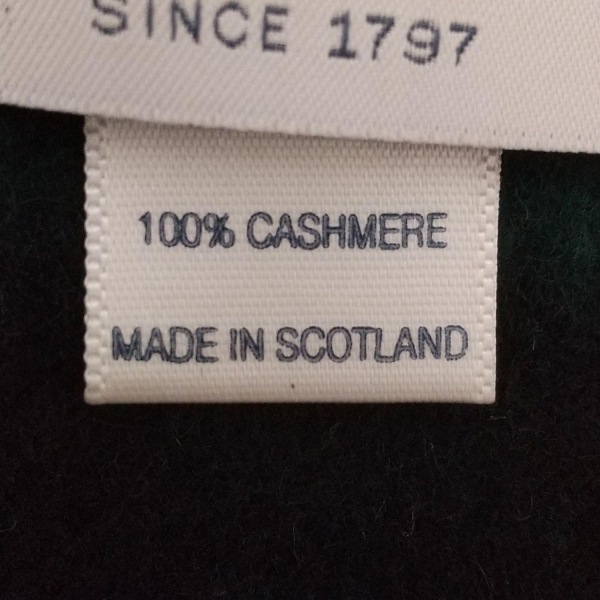 SINCE 1797
100% CASHMERE
MADE IN SCOTLAND